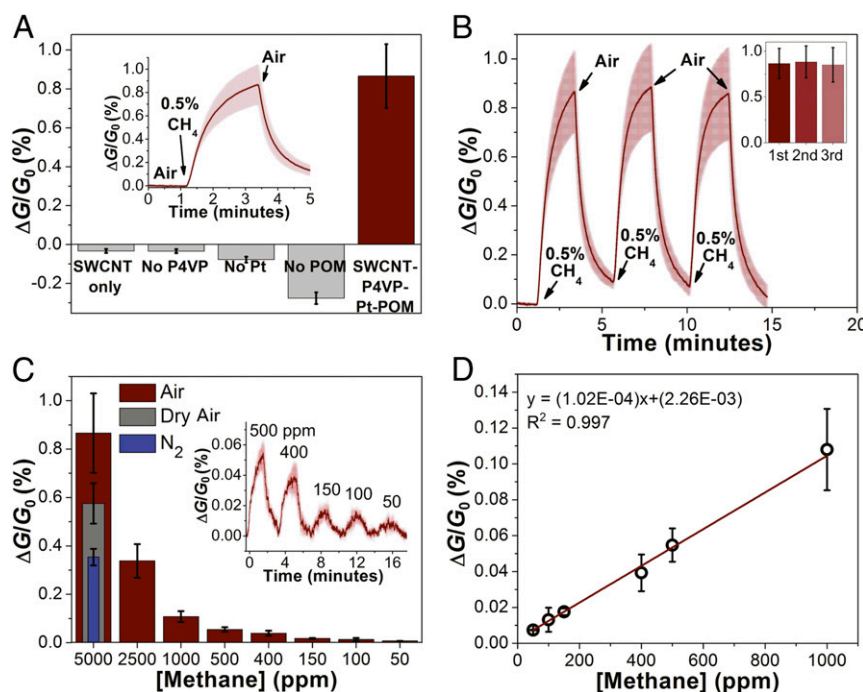 A
ΔG/G0 (%)
1.0
0.8
0.6
0.4
0.2
0.0
-0.2
SWCNT only
No P4VP
No Pt
No POM
SWCNT-P4VP-Pt-POM
ΔG/G0 (%)
1.0
0.8
0.6
0.4
0.2
0.0
Air
0.5% CH4
Air
0 1 2 3 4 5
Time (minutes)
B
ΔG/G0 (%)
1.0
0.8
0.6
0.4
0.2
0.0
Air
Air
0.5% CH4
0.5% CH4
0.5% CH4
1st 2nd 3rd
0 5 10 15 20
Time (minutes)
C
ΔG/G0 (%)
1.0
0.8
0.6
0.4
0.2
0.0
Air
Dry Air
N2
ΔG/G0 (%)
0.06
0.04
0.02
0.00
500 ppm
400
150
100
50
0 4 8 12 16
Time (minutes)
5000 2500 1000 500 400 150 100 50
[Methane] (ppm)
D
ΔG/G0 (%)
0.14
0.12
0.10
0.08
0.06
0.04
0.02
0.00
y = (1.02E-04)x+(2.26E-03)
R² = 0.997
0 200 400 600 800 1000
[Methane] (ppm)